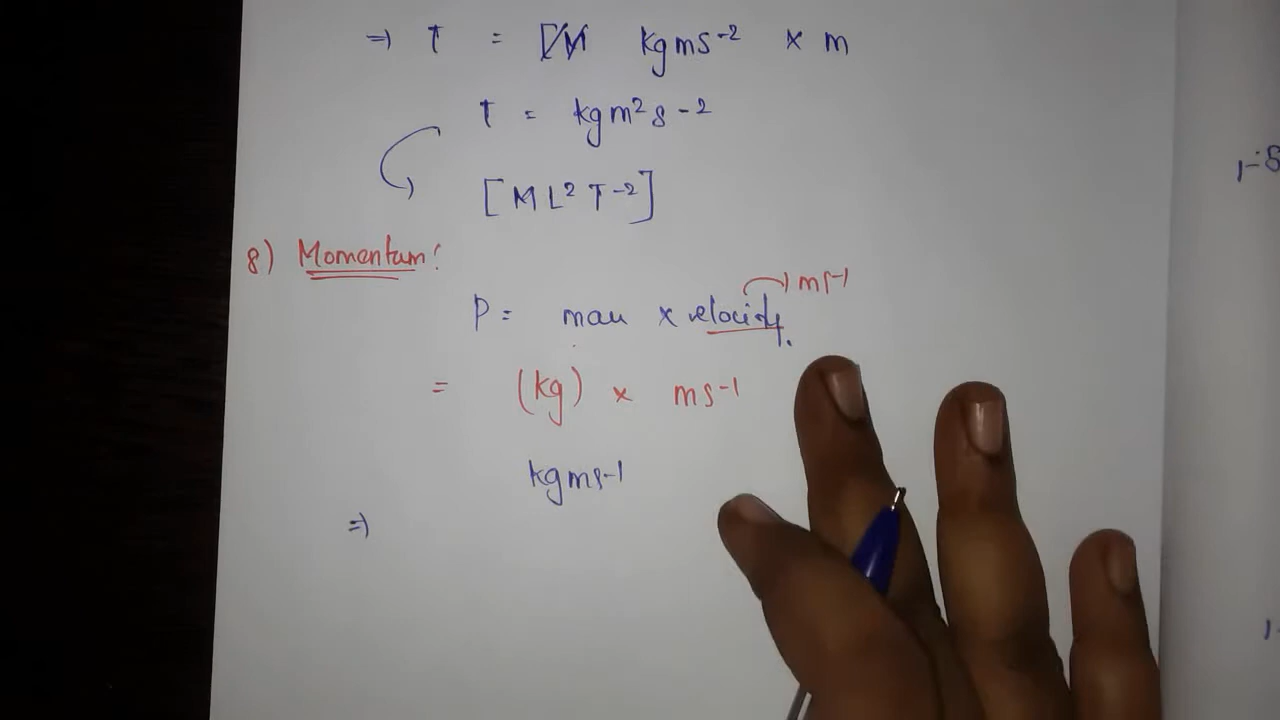 ⇒ T = [M kgms⁻² × m
T = kgm²s⁻²
[ML²T⁻²]
8) Momentum:
ms⁻¹
P = mass × velocity.
= (kg) × ms⁻¹
kgms⁻¹
⇒